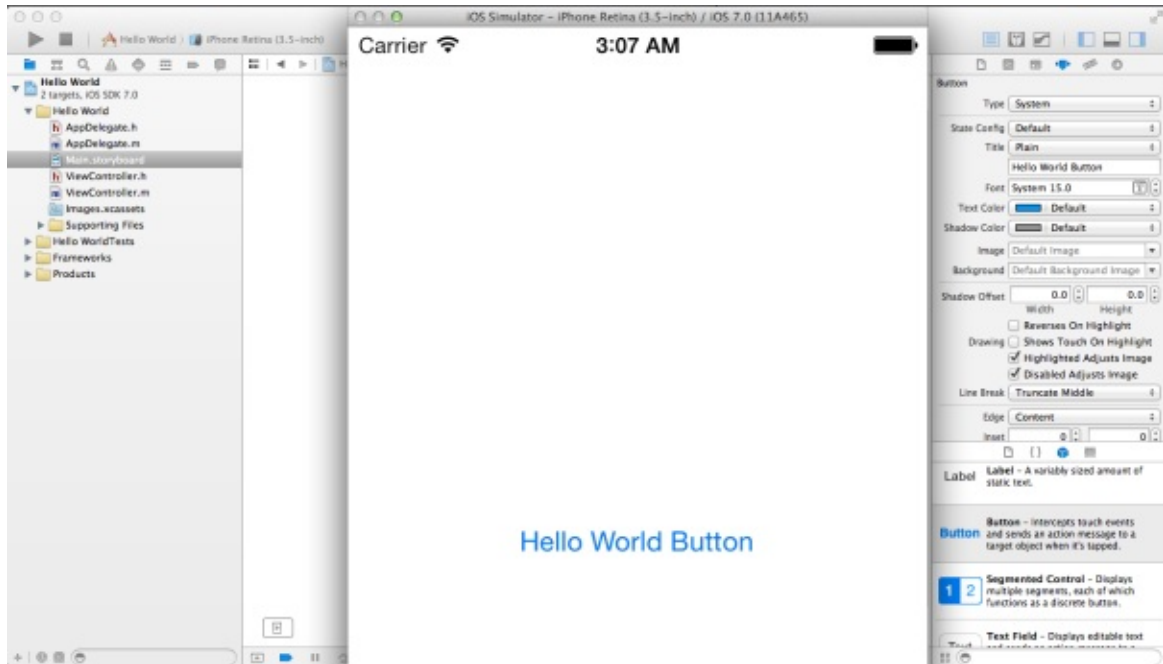 iOS Simulator - iPhone Retina (3.5-inch) / iOS 7.0 (11A465)
Hello World
iPhone Retina (3.5-inch)
Hello World
2 targets, iOS SDK 7.0
Hello World
AppDelegate.h
AppDelegate.m
Main.storyboard
ViewController.h
ViewController.m
Images.xcassets
Supporting Files
Hello WorldTests
Frameworks
Products
Carrier
3:07 AM
Hello World Button
Button
Type System
State Config Default
Title Plain
Hello World Button
Font System 15.0
Text Color Default
Shadow Color Default
Image Default Image
Background Default Background Image
Shadow Offset 0.0 0.0
Width Height
Reverses On Highlight
Drawing Shows Touch On Highlight
Highlighted Adjusts Image
Disabled Adjusts Image
Line Break Truncate Middle
Edge Content
Inset 0 0
Label Label - A variably sized amount of
static text.
Button - Intercepts touch events
Button and sends an action message to a
target object when it's tapped.
Segmented Control - Displays
1 2 multiple segments, each of which
functions as a discrete button.
Text Text Field - Displays editable text